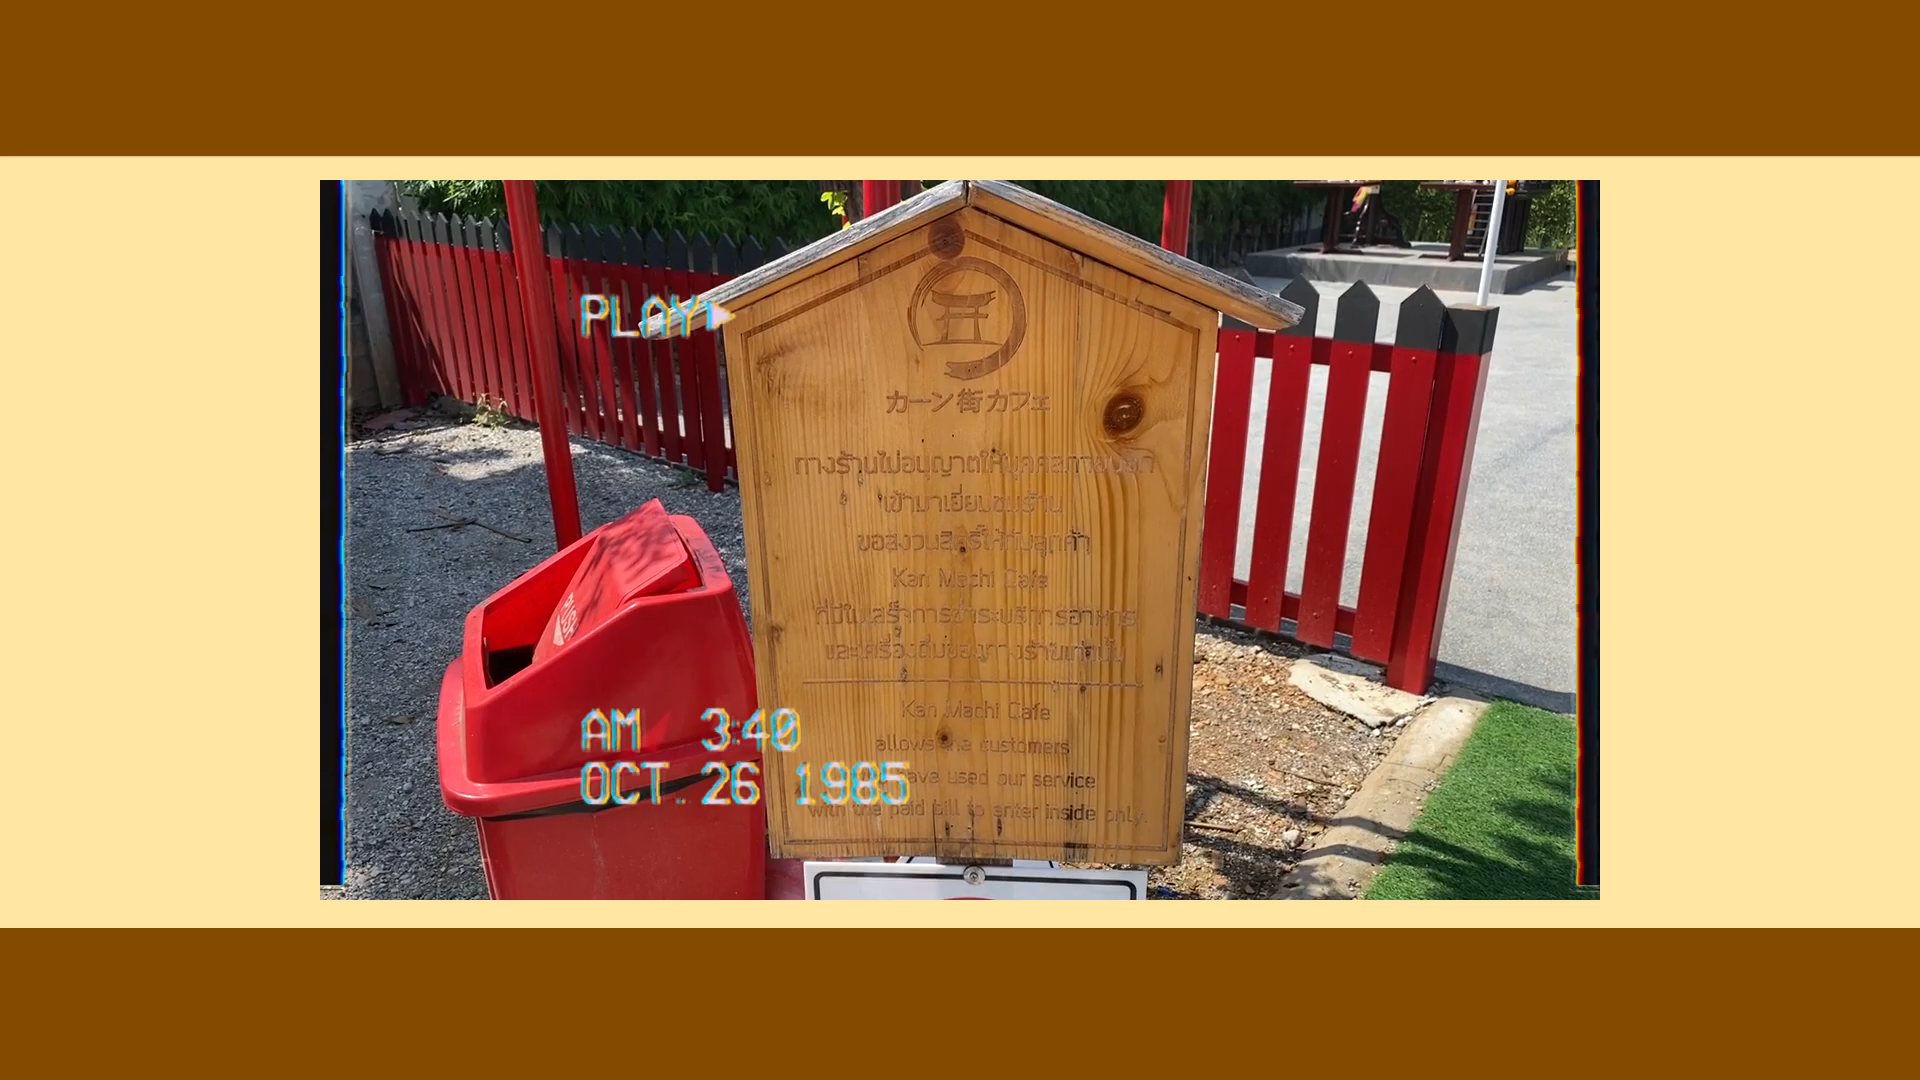 PLAY
カーン街カフェ
ทางร้านไม่อนุญาตให้บุคคลภายนอก
เข้ามาเยี่ยมชมร้าน
ขอสงวนสิทธิ์ให้กับลูกค้า
Kan Machi Cafe
ที่มีใบเสร็จการชำระบริการอาหาร
และเครื่องดื่มของทางร้านเท่านั้น
Kan Machi Cafe
allows the customers
have used our service
with the paid bill to enter inside only.
PUSH
AM 3:40
OCT. 26 1985